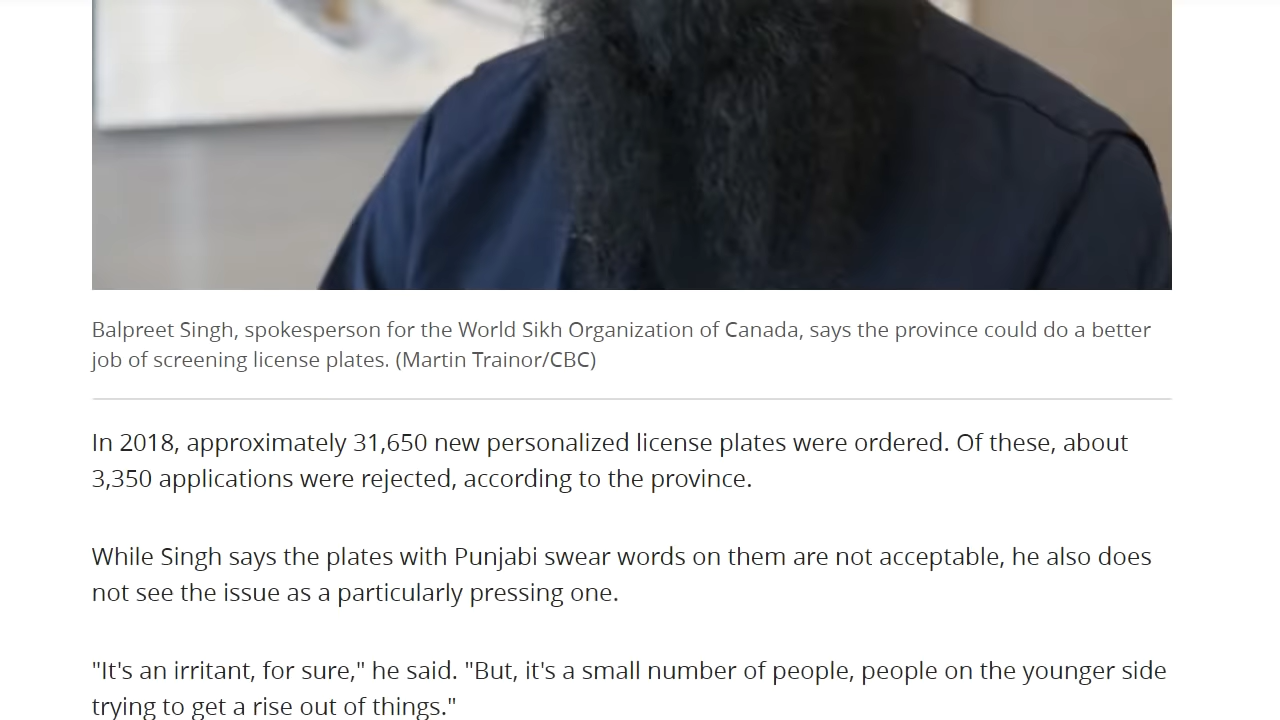 Balpreet Singh, spokesperson for the World Sikh Organization of Canada, says the province could do a better
job of screening license plates. (Martin Trainor/CBC)
In 2018, approximately 31,650 new personalized license plates were ordered. Of these, about
3,350 applications were rejected, according to the province.
While Singh says the plates with Punjabi swear words on them are not acceptable, he also does
not see the issue as a particularly pressing one.
"It's an irritant, for sure," he said. "But, it's a small number of people, people on the younger side
trying to get a rise out of things."